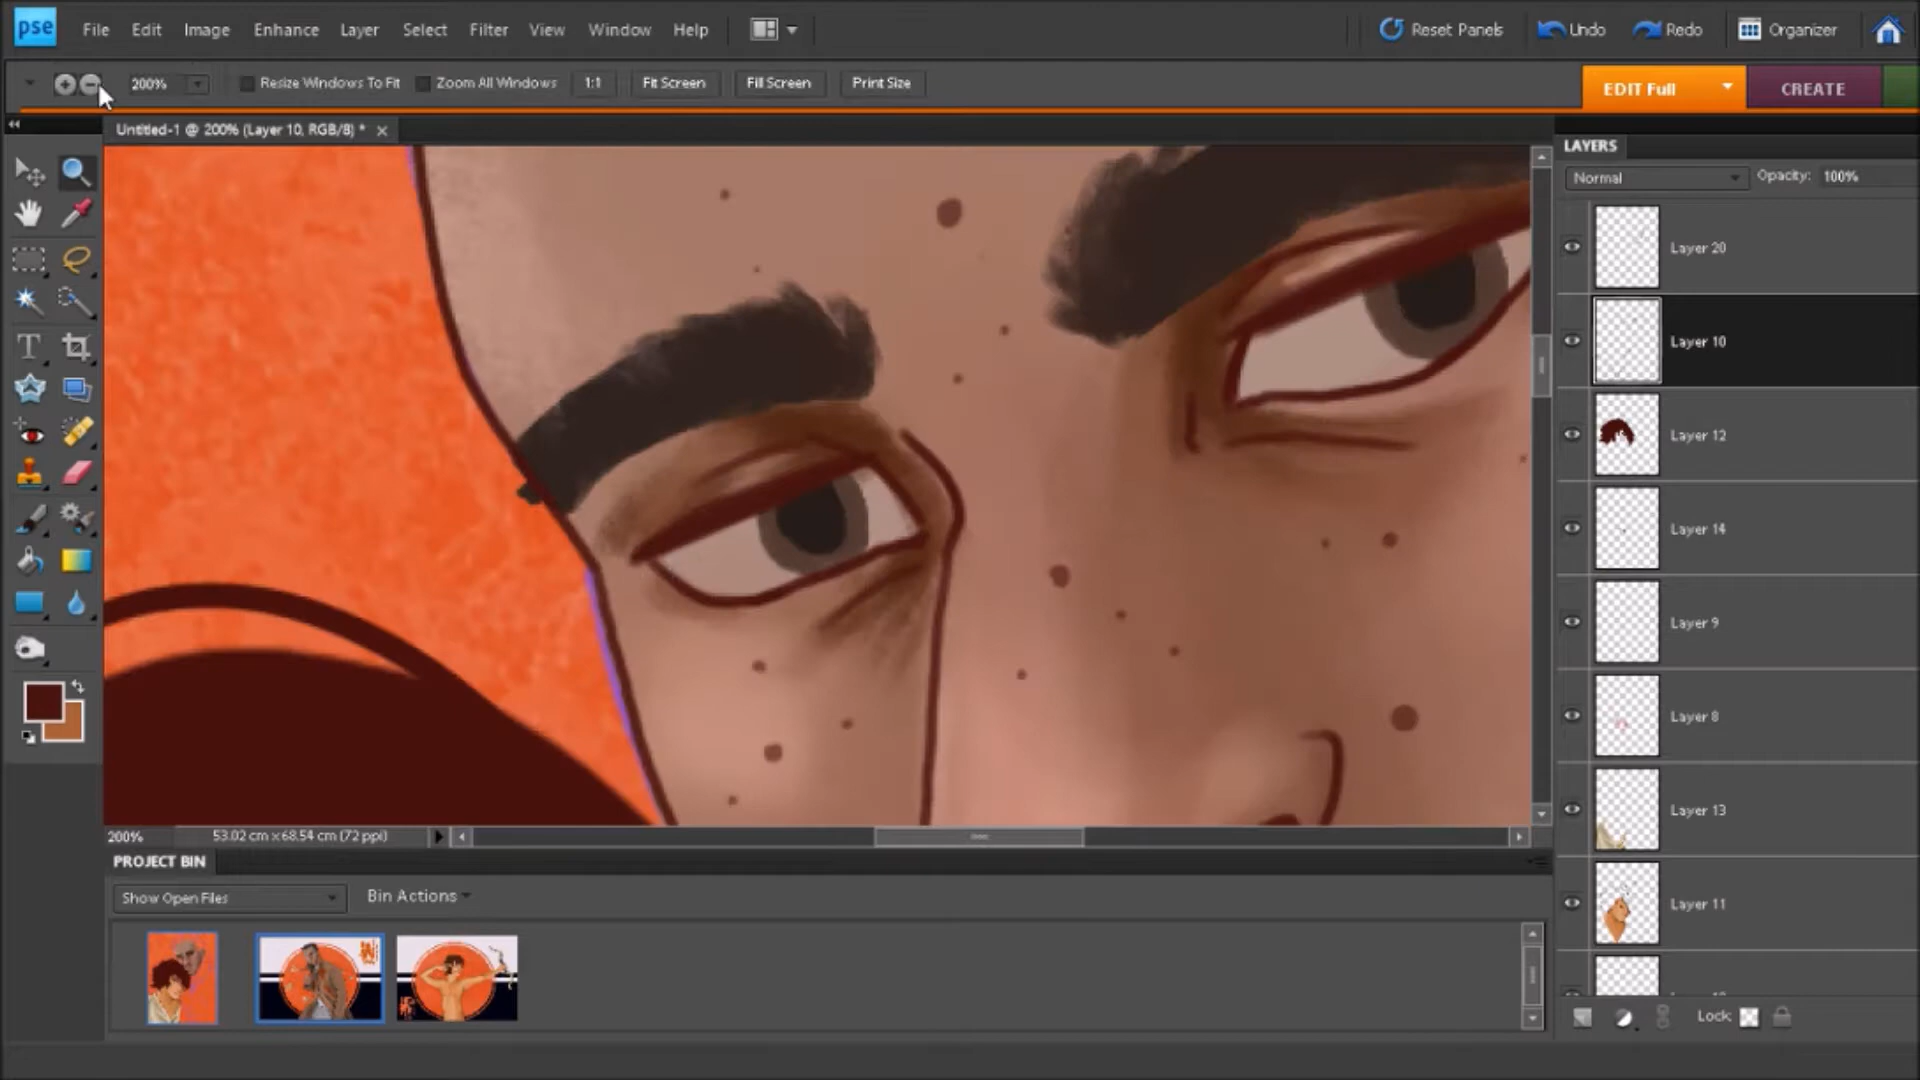 pse File Edit Image Enhance Layer Select Filter View Window Help Reset Panels Undo Redo Organizer
200% Resize Windows To Fit Zoom All Windows 1:1 Fit Screen Fill Screen Print Size EDIT Full CREATE
Untitled-1 @ 200% (Layer 10, RGB/8) *
LAYERS
Normal Opacity: 100%
Layer 20
Layer 10
Layer 12
Layer 14
Layer 9
Layer 8
Layer 13
Layer 11
Lock:
200% 53.02 cm x 68.54 cm (72 ppi)
PROJECT BIN
Show Open Files Bin Actions